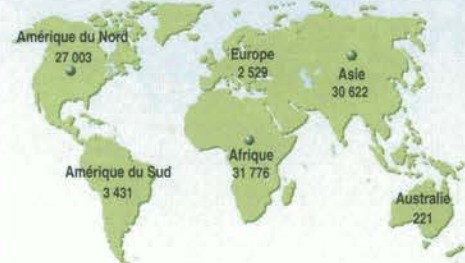 Amérique du Nord
27 003
Europe
2 529
Asie
30 622
Amérique du Sud
3 431
Afrique
31 776
Australie
221